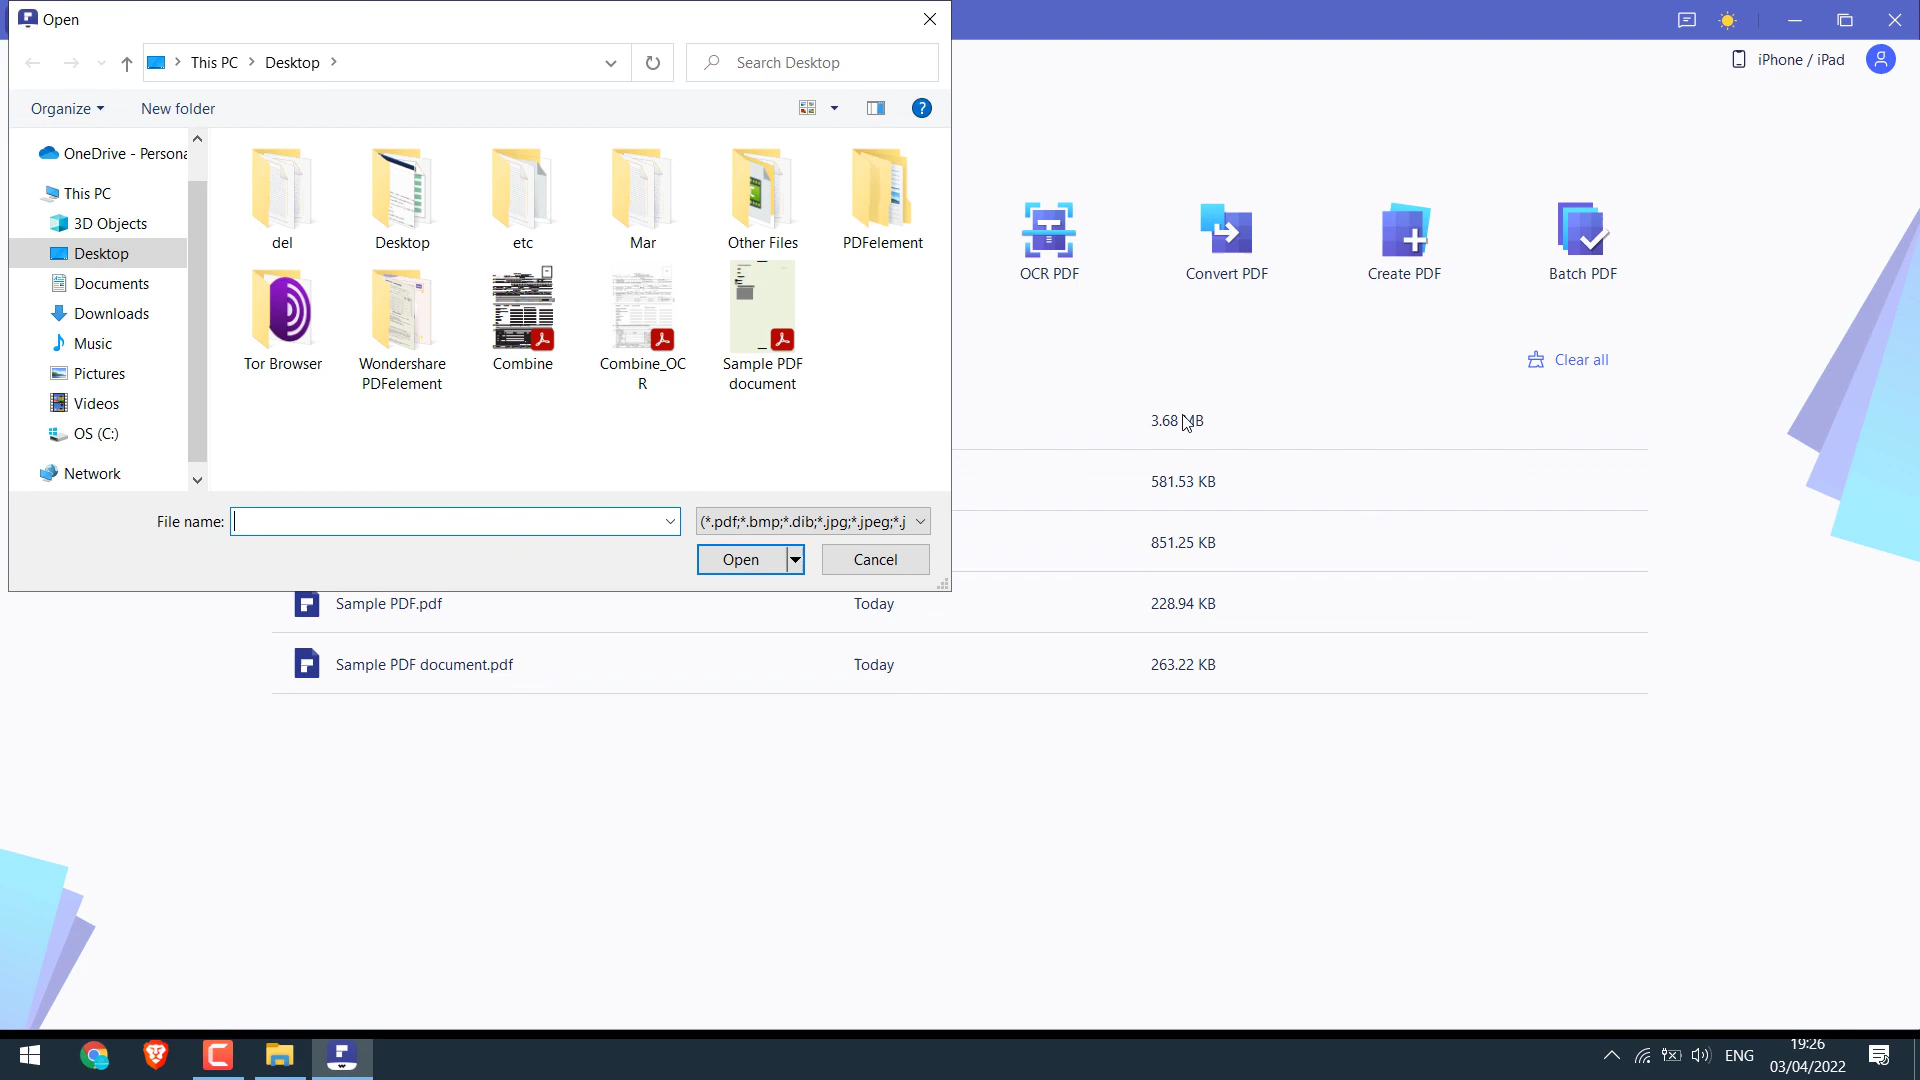 Open
iPhone / iPad
This PC
Desktop
Search Desktop
Organize
New folder
OneDrive - Persona
This PC
3D Objects
Desktop
Documents
Downloads
Music
Pictures
Videos
OS (C:)
Network
del
Desktop
etc
Mar
Other Files
PDFelement
Tor Browser
Wondershare
PDFelement
Combine
Combine_OC
R
Sample PDF
document
File name:
(*.pdf;*.bmp;*.dib;*.jpg;*.jpeg;*.j
Open
Cancel
OCR PDF
Convert PDF
Create PDF
Batch PDF
Clear all
3.68 MB
581.53 KB
851.25 KB
Sample PDF.pdf Today 228.94 KB
Sample PDF document.pdf Today 263.22 KB
ENG
19:26
03/04/2022